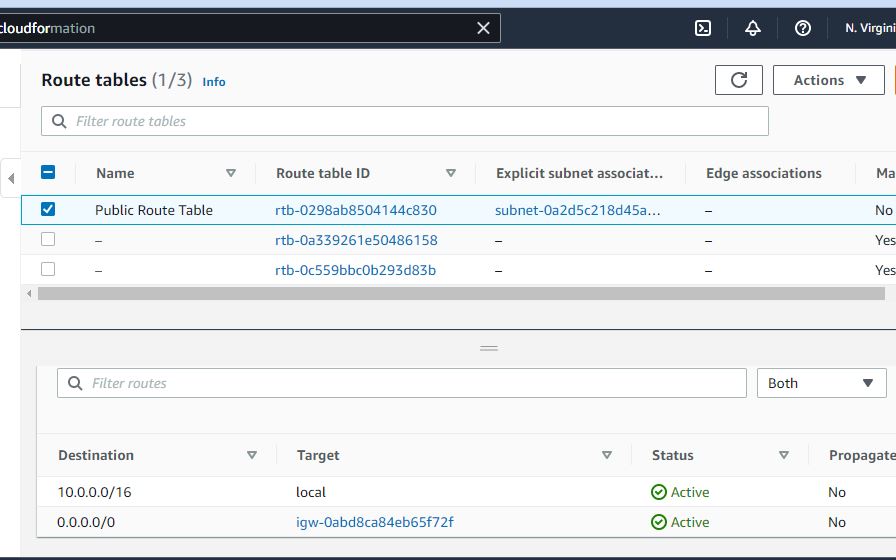 cloudformation
N. Virgini
Route tables (1/3) Info
Actions
Filter route tables
Name Route table ID Explicit subnet associat... Edge associations Ma
Public Route Table rtb-0298ab8504144c830 subnet-0a2d5c218d45a... – No
– rtb-0a339261e50486158 – – Yes
– rtb-0c559bbc0b293d83b – – Yes
Filter routes Both
Destination Target Status Propagate
10.0.0.0/16 local Active No
0.0.0.0/0 igw-0abd8ca84eb65f72f Active No